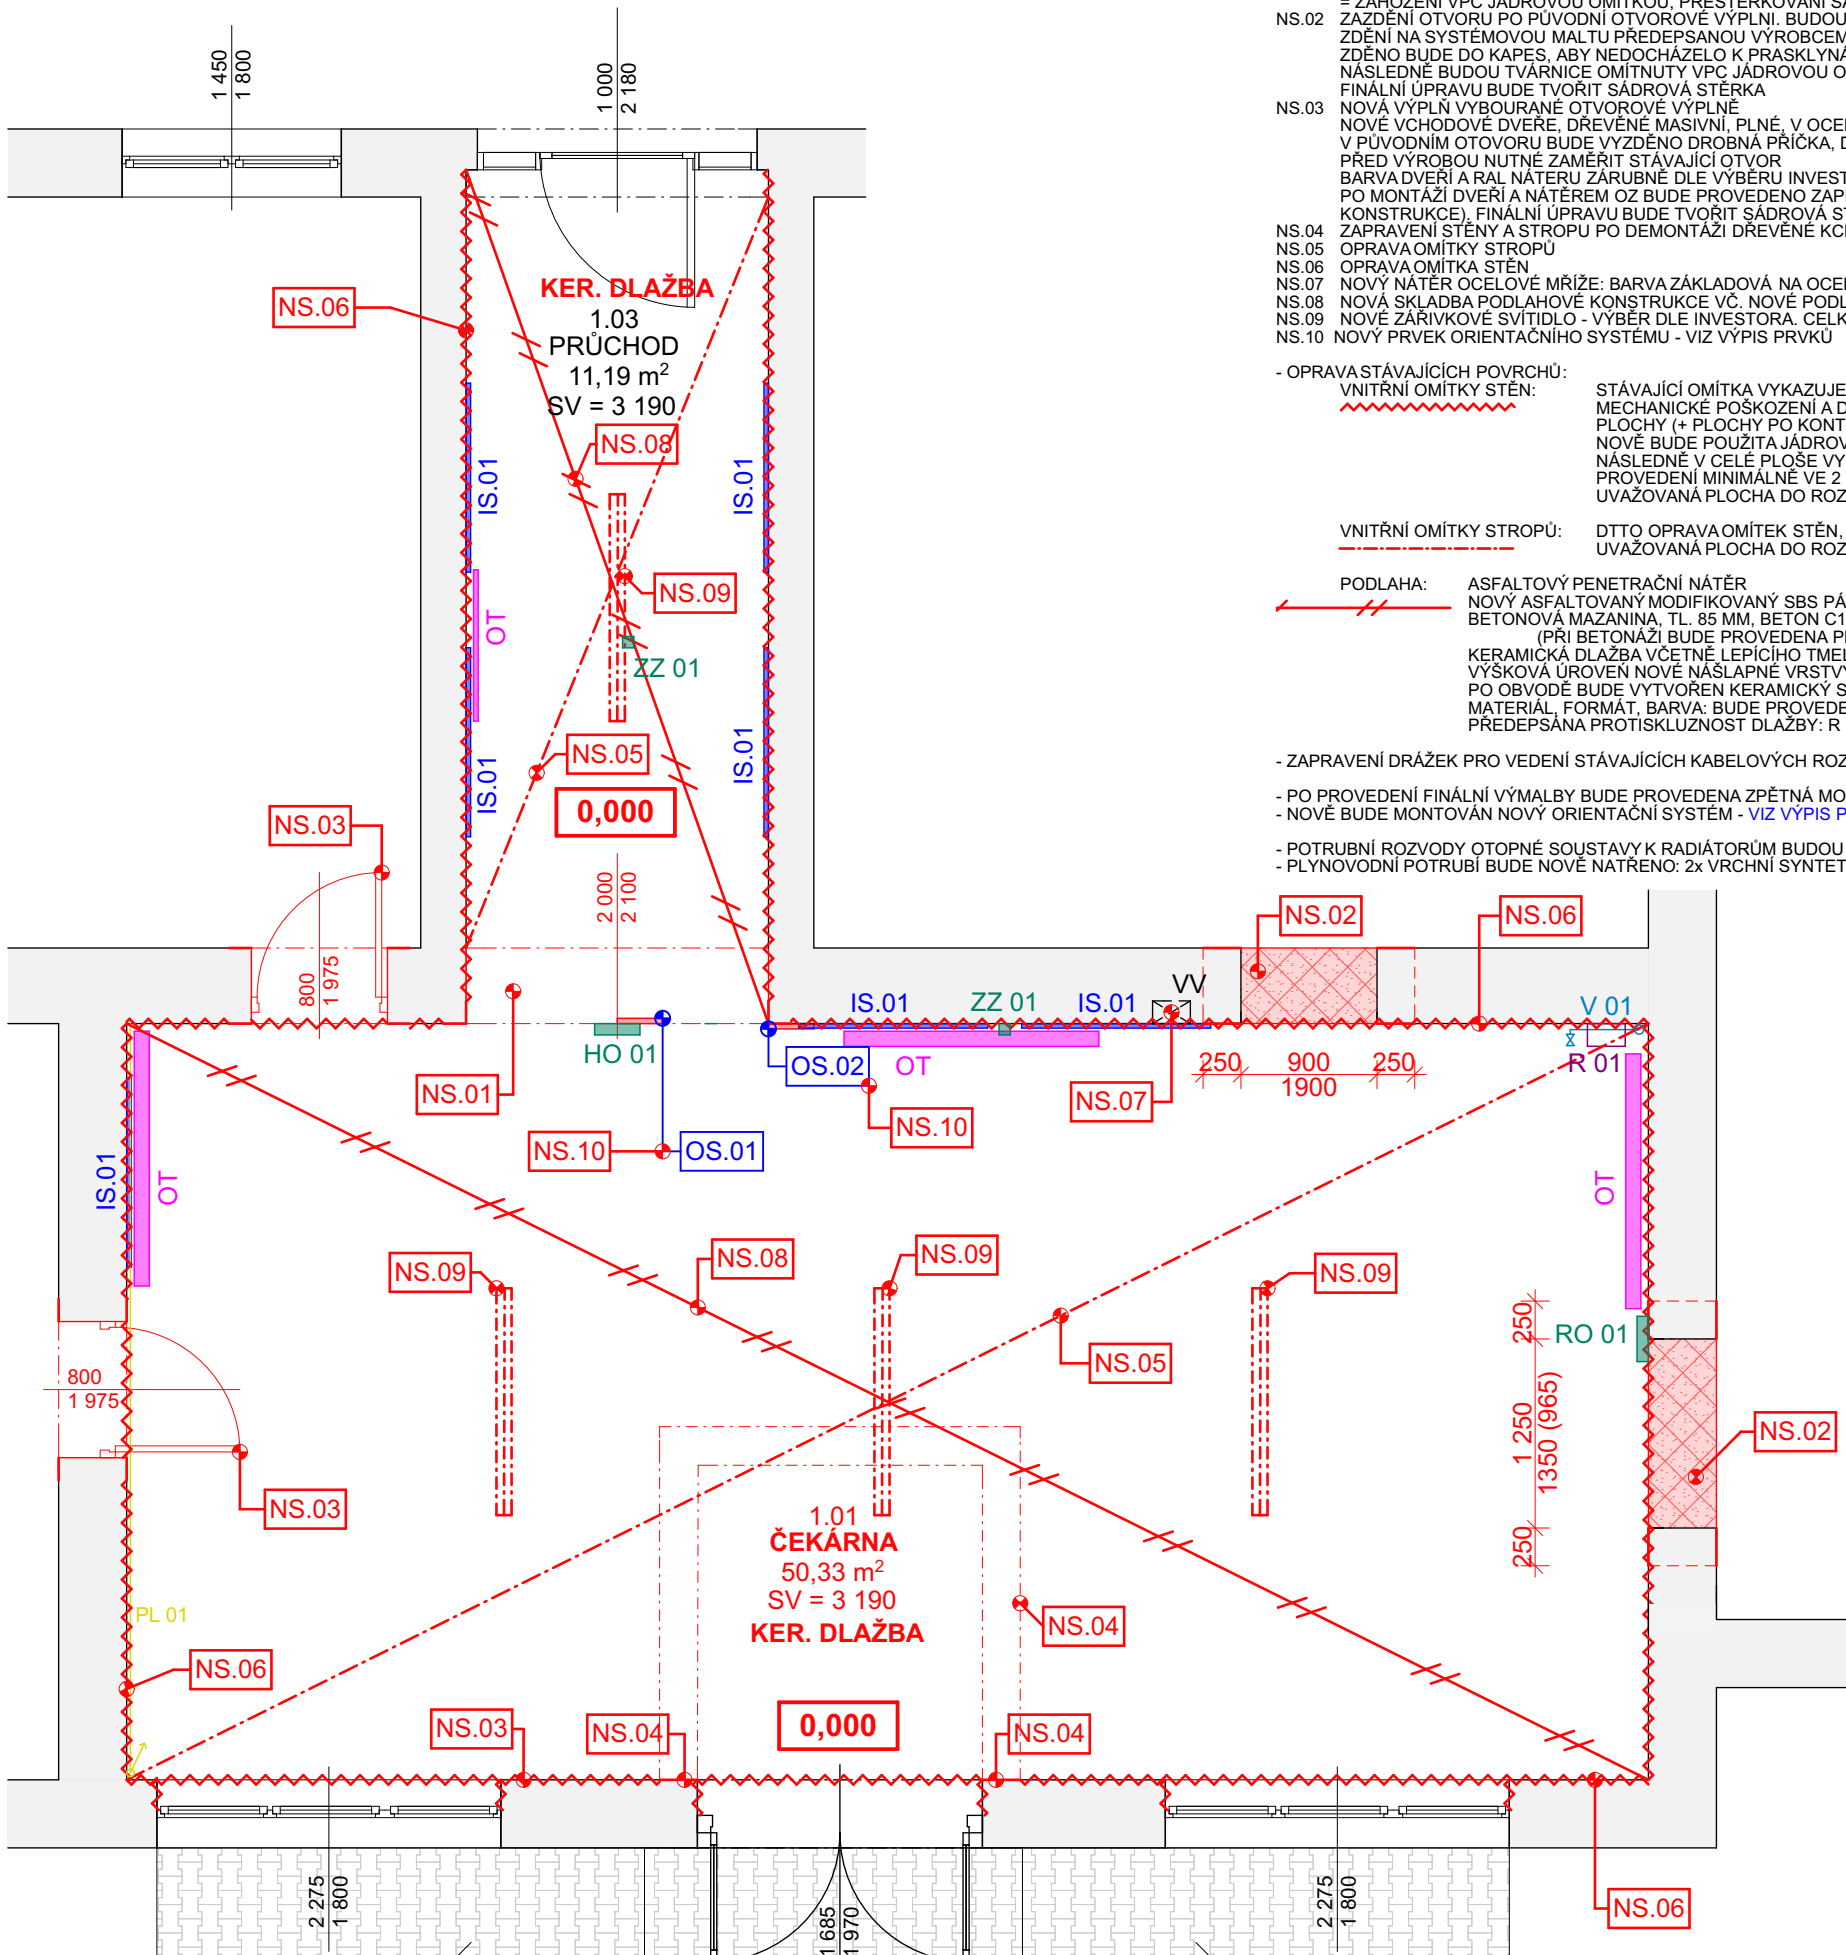 = ZAHOZENÍ VPC JÁDROVOU OMÍTKOU, PŘESTĚRKOVÁNÍ
NS.02 ZAZDĚNÍ OTVORU PO PŮVODNÍ OTVOROVÉ VÝPLNI. BUDOU
ZDĚNÍ NA SYSTÉMOVOU MALTU PŘEDEPSANOU VÝROBCEM
ZDĚNO BUDE DO KAPES, ABY NEDOCHÁZELO K PRASKLYNÁ
NÁSLEDNĚ BUDOU TVÁRNICE OMÍTNUTY VPC JÁDROVOU O
FINÁLNÍ ÚPRAVU BUDE TVOŘIT SÁDROVÁ STĚRKA
NS.03 NOVÁ VÝPLŇ VYBOURANÉ OTVOROVÉ VÝPLNĚ
NOVÉ VCHODOVÉ DVEŘE, DŘEVĚNÉ MASIVNÍ, PLNÉ, V OCE
V PŮVODNÍM OTOVORU BUDE VYZDĚNO DROBNÁ PŘÍČKA, D
PŘED VÝROBOU NUTNÉ ZAMĚŘIT STÁVAJÍCÍ OTVOR
BARVA DVEŘÍ A RAL NÁTERU ZÁRUBNĚ DLE VÝBĚRU INVEST
PO MONTÁŽÍ DVEŘÍ A NÁTĚREM OZ BUDE PROVEDENO ZAP
KONSTRUKCE). FINÁLNÍ ÚPRAVU BUDE TVOŘIT SÁDROVÁ S
NS.04 ZAPRAVENÍ STĚNY A STROPU PO DEMONTÁŽI DŘEVĚNÉ KC
NS.05 OPRAVA OMÍTKY STROPŮ
NS.06 OPRAVA OMÍTKA STĚN
NS.07 NOVÝ NÁTĚR OCELOVÉ MŘÍŽE: BARVA ZÁKLADOVÁ NA OCE
NS.08 NOVÁ SKLADBA PODLAHOVÉ KONSTRUKCE VČ. NOVÉ PODL
NS.09 NOVÉ ZÁŘIVKOVÉ SVÍTIDLO - VÝBĚR DLE INVESTORA. CELK
NS.10 NOVÝ PRVEK ORIENTAČNÍHO SYSTÉMU - VIZ VÝPIS PRVKŮ
- OPRAVA STÁVAJÍCÍCH POVRCHŮ:
VNITŘNÍ OMÍTKY STĚN: STÁVAJÍCÍ OMÍTKA VYKAZUJE
MECHANICKÉ POŠKOZENÍ A D
PLOCHY (+ PLOCHY PO KONT
NOVĚ BUDE POUŽITA JÁDROV
NÁSLEDNĚ V CELÉ PLOŠE VY
PROVEDENÍ MINIMÁLNĚ VE 2
UVAŽOVANÁ PLOCHA DO ROZ
VNITŘNÍ OMÍTKY STROPŮ: DTTO OPRAVA OMÍTEK STĚN,
UVAŽOVANÁ PLOCHA DO ROZ
PODLAHA: ASFALTOVÝ PENETRAČNÍ NÁTĚR
NOVÝ ASFALTOVANÝ MODIFIKOVANÝ SBS PÁ
BETONOVÁ MAZANINA, TL. 85 MM, BETON C1
(PŘI BETONÁŽI BUDE PROVEDENA
KERAMICKÁ DLAŽBA VČETNĚ LEPÍCÍHO TMEL
VÝŠKOVÁ ÚROVEŇ NOVÉ NÁŠLAPNÉ VRSTVY
PO OBVODĚ BUDE VYTVOŘEN KERAMICKÝ S
MATERIÁL, FORMÁT, BARVA: BUDE PROVEDE
PŘEDEPSÁNA PROTISKLUZNOST DLAŽBY: R
- ZAPRAVENÍ DRÁŽEK PRO VEDENÍ STÁVAJÍCÍCH KABELOVÝCH ROZ
- PO PROVEDENÍ FINÁLNÍ VÝMALBY BUDE PROVEDENA ZPĚTNÁ MO
- NOVĚ BUDE MONTOVÁN NOVÝ ORIENTAČNÍ SYSTÉM - VIZ VÝPIS P
- POTRUBNÍ ROZVODY OTOPNÉ SOUSTAVY K RADIÁTORŮM BUDOU
- PLYNOVODNÍ POTRUBÍ BUDE NOVĚ NATŘENO: 2x VRCHNÍ SYNTET
1 450
1 800
1 000
2 180
NS.06
KER. DLAŽBA
1.03
PRŮCHOD
11,19 m²
SV = 3 190
NS.08
IS.01
IS.01
NS.09
OT
ZZ 01
NS.05
IS.01
IS.01
0,000
NS.03
2 000
2 100
800
1 975
NS.02
NS.06
IS.01
ZZ 01
IS.01
VV
V 01
HO 01
OS.02
OT
R 01
250
900
250
1900
NS.01
NS.07
NS.10
NS.10
OS.01
IS.01
OT
OT
NS.09
NS.08
NS.09
NS.09
NS.05
RO 01
250
1 250
1350 (965)
250
800
1 975
NS.02
NS.03
1.01
ČEKÁRNA
50,33 m²
SV = 3 190
KER. DLAŽBA
NS.04
PL 01
NS.06
NS.03
NS.04
0,000
NS.04
2 275
1 800
1 685
1 970
2 275
1 800
NS.06